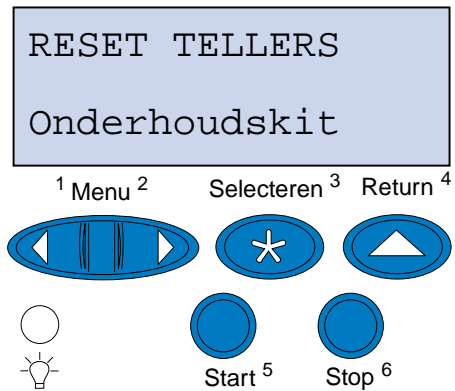 RESET TELLERS
Onderhoudskit
1 Menu 2 Selecteren 3 Return 4
Start 5 Stop 6